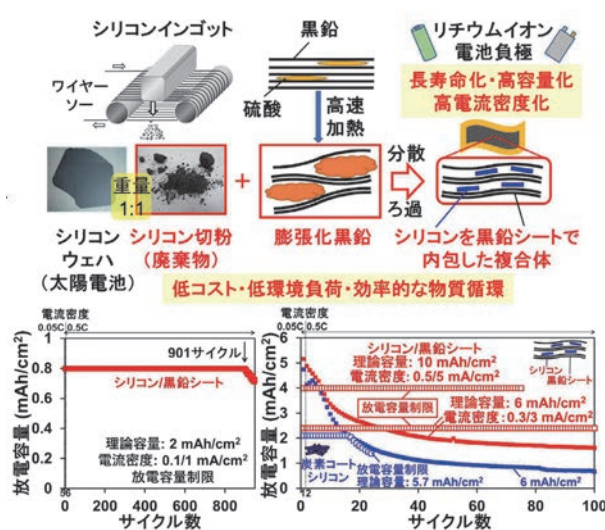 シリコンインゴット
ワイヤー
ソー
黒鉛
硫酸
高速
加熱
リチウムイオン
電池負極
長寿命化・高容量化
高電流密度化
重量
1:1
+
分散
ろ過
シリコン
ウェハ
(太陽電池)
シリコン切粉
(廃棄物)
膨張化黒鉛
シリコンを黒鉛シートで
内包した複合体
低コスト・低環境負荷・効率的な物質循環
電流密度
0.05C 0.5C
901サイクル
シリコン/黒鉛シート
理論容量: 2 mAh/cm²
電流密度: 0.1/1 mA/cm²
放電容量制限
放電容量 (mAh/cm²)
1.0
0.8
0.6
0.4
0.2
0
56
200
400
600
800
サイクル数
電流密度
0.05C 0.5C
シリコン/黒鉛シート
理論容量: 10 mAh/cm²
電流密度: 0.5/5 mA/cm²
シリコン
黒鉛シート
理論容量: 6 mAh/cm²
電流密度: 0.3/3 mA/cm²
放電容量制限
炭素コート
シリコン
放電容量制限
理論容量: 5.7 mAh/cm²
6 mAh/cm²
放電容量 (mAh/cm²)
6
5
4
3
2
1
0
12
20
40
60
80
100
サイクル数